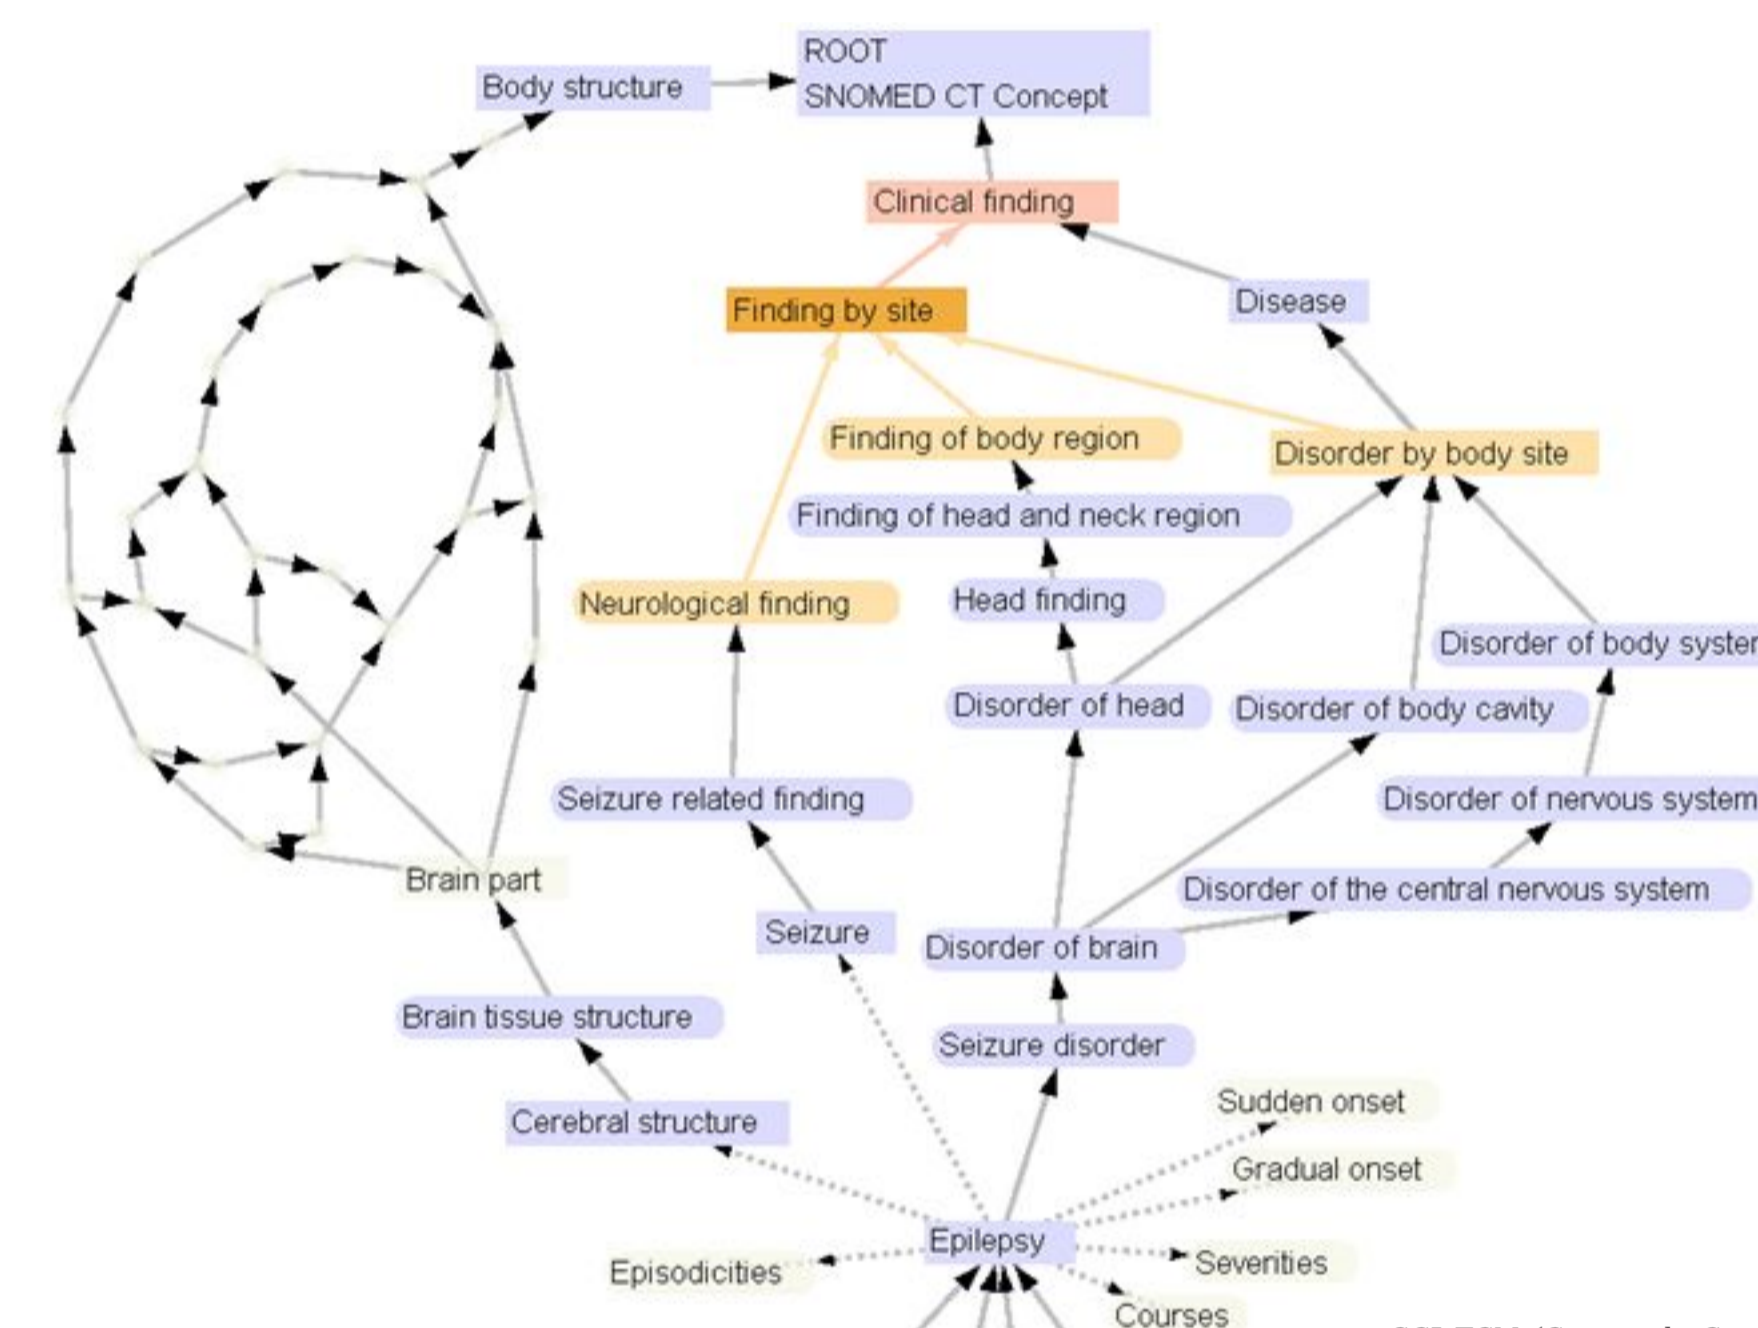 ROOT
SNOMED CT Concept
Body structure
Clinical finding
Disease
Finding by site
Finding of body region
Disorder by body site
Finding of head and neck region
Neurological finding
Head finding
Disorder of body syster
Disorder of head
Disorder of body cavity
Seizure related finding
Disorder of nervous system
Brain part
Disorder of the central nervous system
Seizure
Disorder of brain
Brain tissue structure
Seizure disorder
Sudden onset
Cerebral structure
Gradual onset
Epilepsy
Severities
Episodicities
Courses